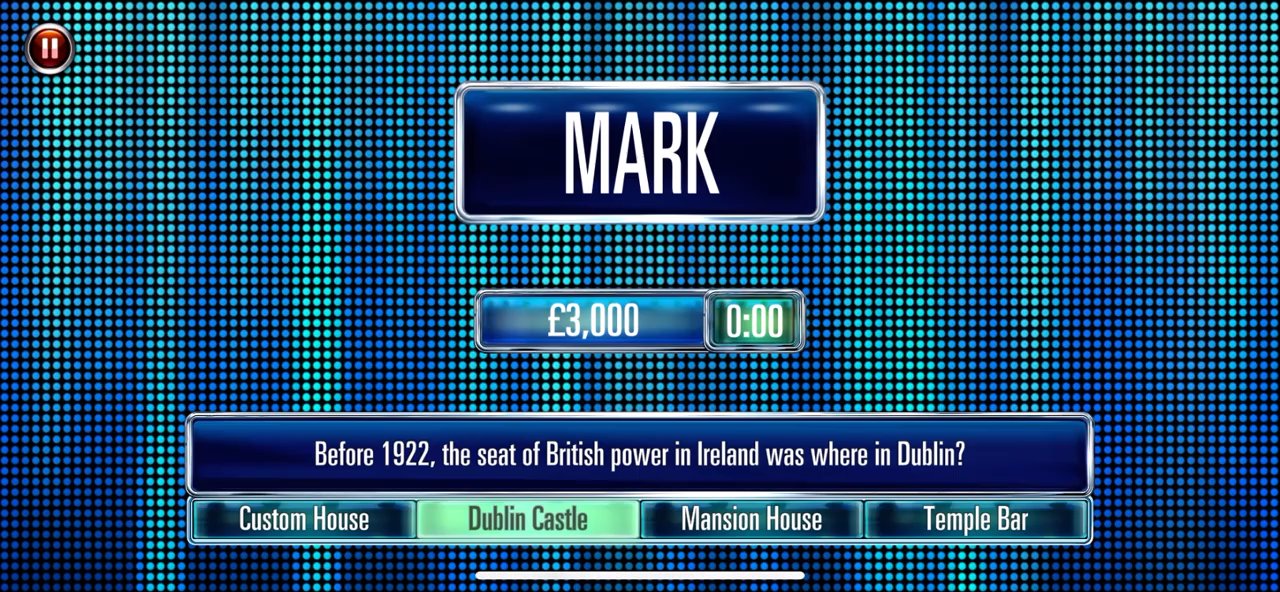 MARK
£3,000
0:00
Before 1922, the seat of British power in Ireland was where in Dublin?
Custom House
Dublin Castle
Mansion House
Temple Bar